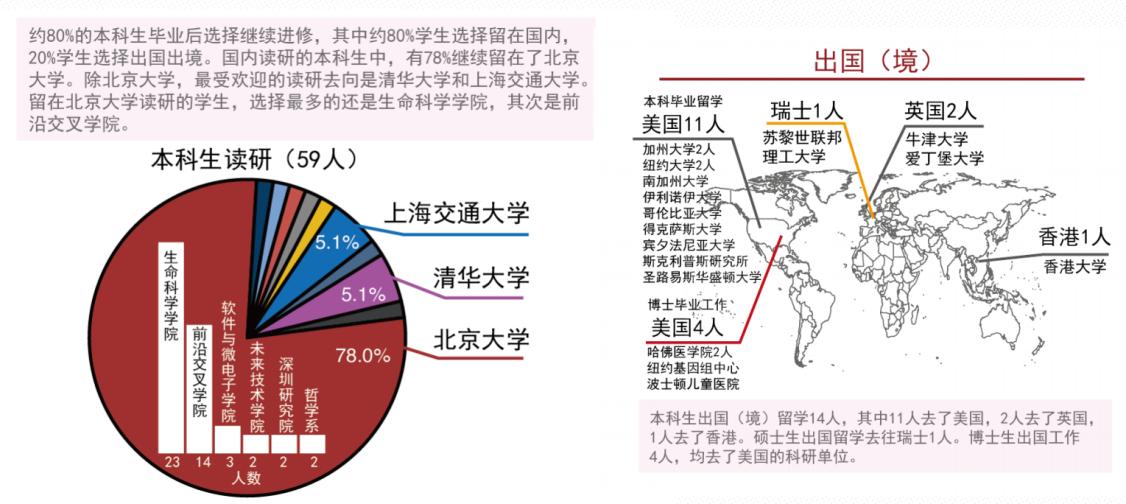 约80%的本科生毕业后选择继续进修，其中约80%学生选择留在国内，
20%学生选择出国出境。国内读研的本科生中，有78%继续留在了北京
大学。除北京大学，最受欢迎的读研去向是清华大学和上海交通大学。
留在北京大学读研的学生，选择最多的还是生命科学学院，其次是前
沿交叉学院。
本科生读研（59人）
上海交通大学
5.1%
清华大学
5.1%
北京大学
78.0%
生命科学学院
前沿交叉学院
软件与微电子学院
未来技术学院
深圳研究院
哲学系
23 14 3 2 2 2
人数
出国（境）
本科毕业留学
美国11人
加州大学2人
纽约大学2人
南加州大学
伊利诺伊大学
哥伦比亚大学
得克萨斯大学
宾夕法尼亚大学
斯克利普斯研究所
圣路易斯华盛顿大学
瑞士1人
苏黎世联邦
理工大学
英国2人
牛津大学
爱丁堡大学
香港1人
香港大学
博士毕业工作
美国4人
哈佛医学院2人
纽约基因组中心
波士顿儿童医院
本科生出国（境）留学14人，其中11人去了美国，2人去了英国，
1人去了香港。硕士生出国留学去往瑞士1人。博士生出国工作
4人，均去了美国的科研单位。